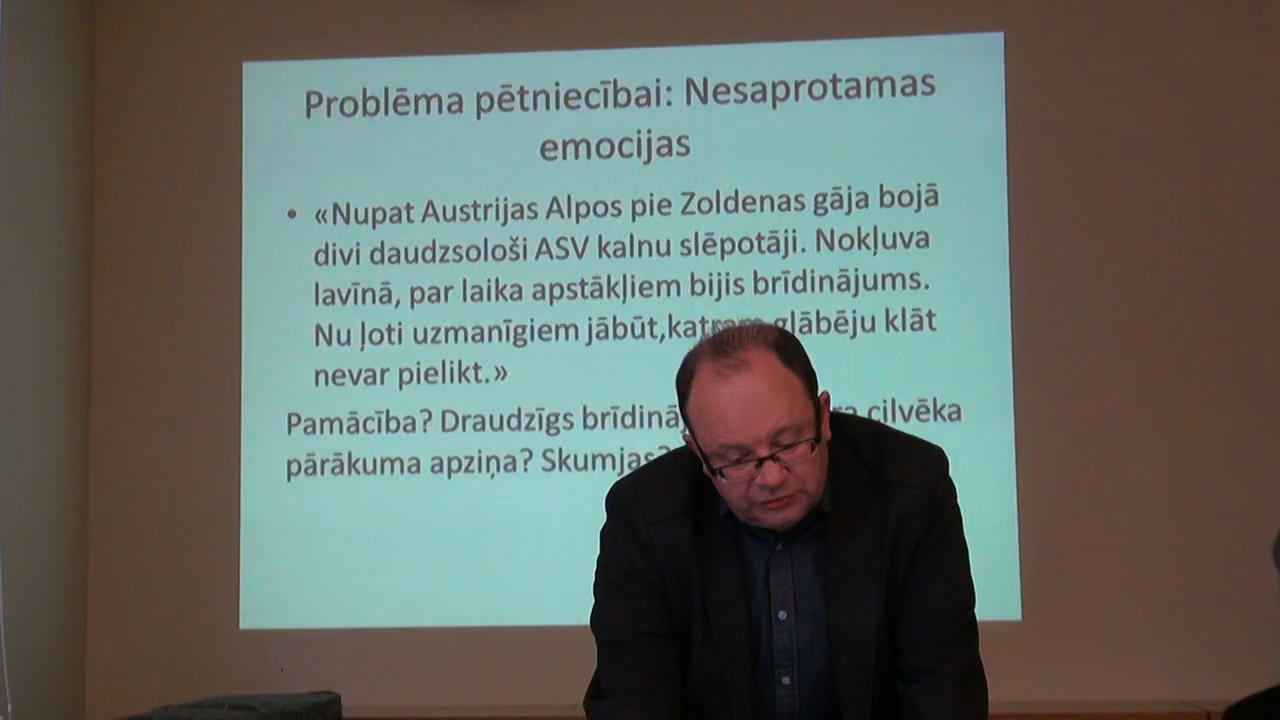 Problēma pētniecībai: Nesaprotamas
emocijas
• «Nupat Austrijas Alpos pie Zoldenas gāja bojā
divi daudzsološi ASV kalnu slēpotāji. Nokļuva
lavīnā, par laika apstākļiem bijis brīdinājums.
Nu ļoti uzmanīgiem jābūt,katram glābēju klāt
nevar pielikt.»
Pamācība? Draudzīgs cilvēka
pārākuma apziņa? Skumjas?